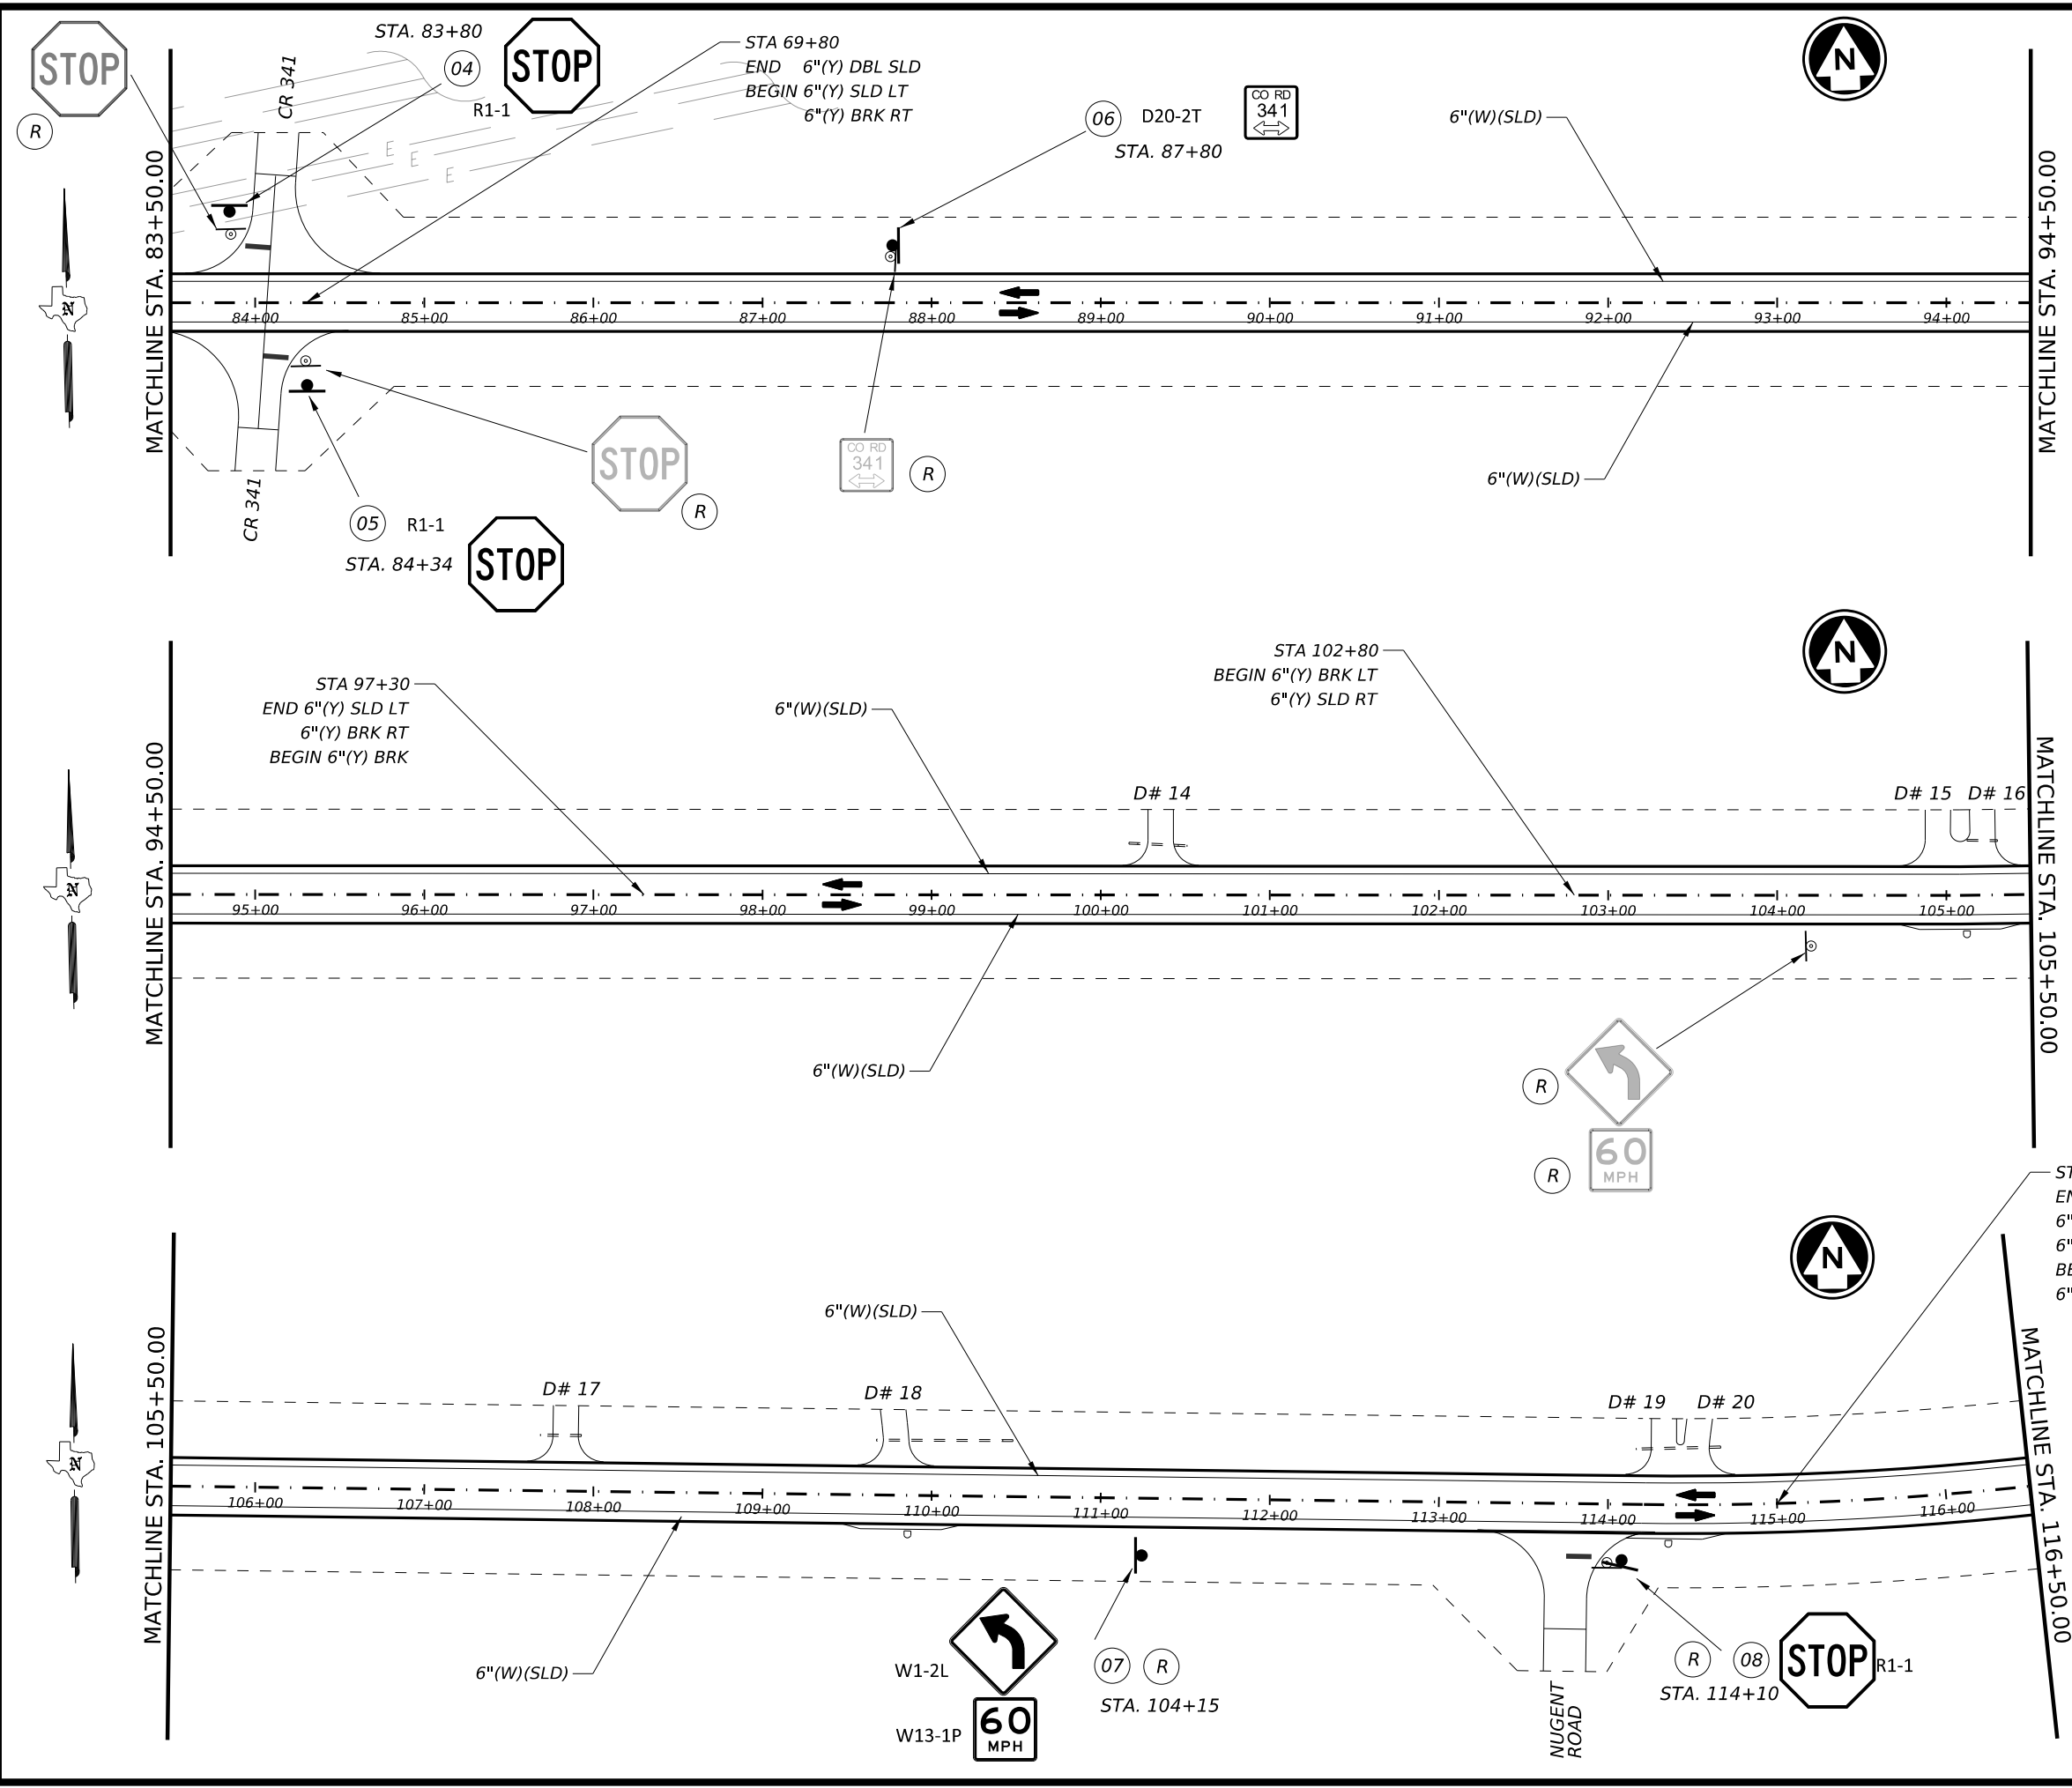 STOP
R
STA. 83+80
04
R1-1
STOP
CR 341
STA 69+80
END 6"(Y) DBL SLD
BEGIN 6"(Y) SLD LT
6"(Y) BRK RT
06
D20-2T
STA. 87+80
CO RD
341
6"(W)(SLD)
N
E
E
E
MATCHLINE STA. 83+50.00
MATCHLINE STA. 94+50.00
N
84+00
85+00
86+00
87+00
88+00
89+00
90+00
91+00
92+00
93+00
94+00
CR 341
05
R1-1
STA. 84+34
STOP
STOP
R
CO RD
341
R
6"(W)(SLD)
N
STA 97+30
END 6"(Y) SLD LT
6"(Y) BRK RT
BEGIN 6"(Y) BRK
6"(W)(SLD)
STA 102+80
BEGIN 6"(Y) BRK LT
6"(Y) SLD RT
D# 14
D# 15
D# 16
MATCHLINE STA. 94+50.00
MATCHLINE STA. 105+50.00
N
95+00
96+00
97+00
98+00
99+00
100+00
101+00
102+00
103+00
104+00
105+00
6"(W)(SLD)
R
60
MPH
R
ST
EN
6"
6"
BE
6"
N
6"(W)(SLD)
D# 17
D# 18
D# 19
D# 20
MATCHLINE STA. 105+50.00
MATCHLINE STA. 116+50.00
N
106+00
107+00
108+00
109+00
110+00
111+00
112+00
113+00
114+00
115+00
116+00
6"(W)(SLD)
W1-2L
W13-1P
60
MPH
07
R
STA. 104+15
NUGENT
ROAD
R
08
STA. 114+10
STOP
R1-1